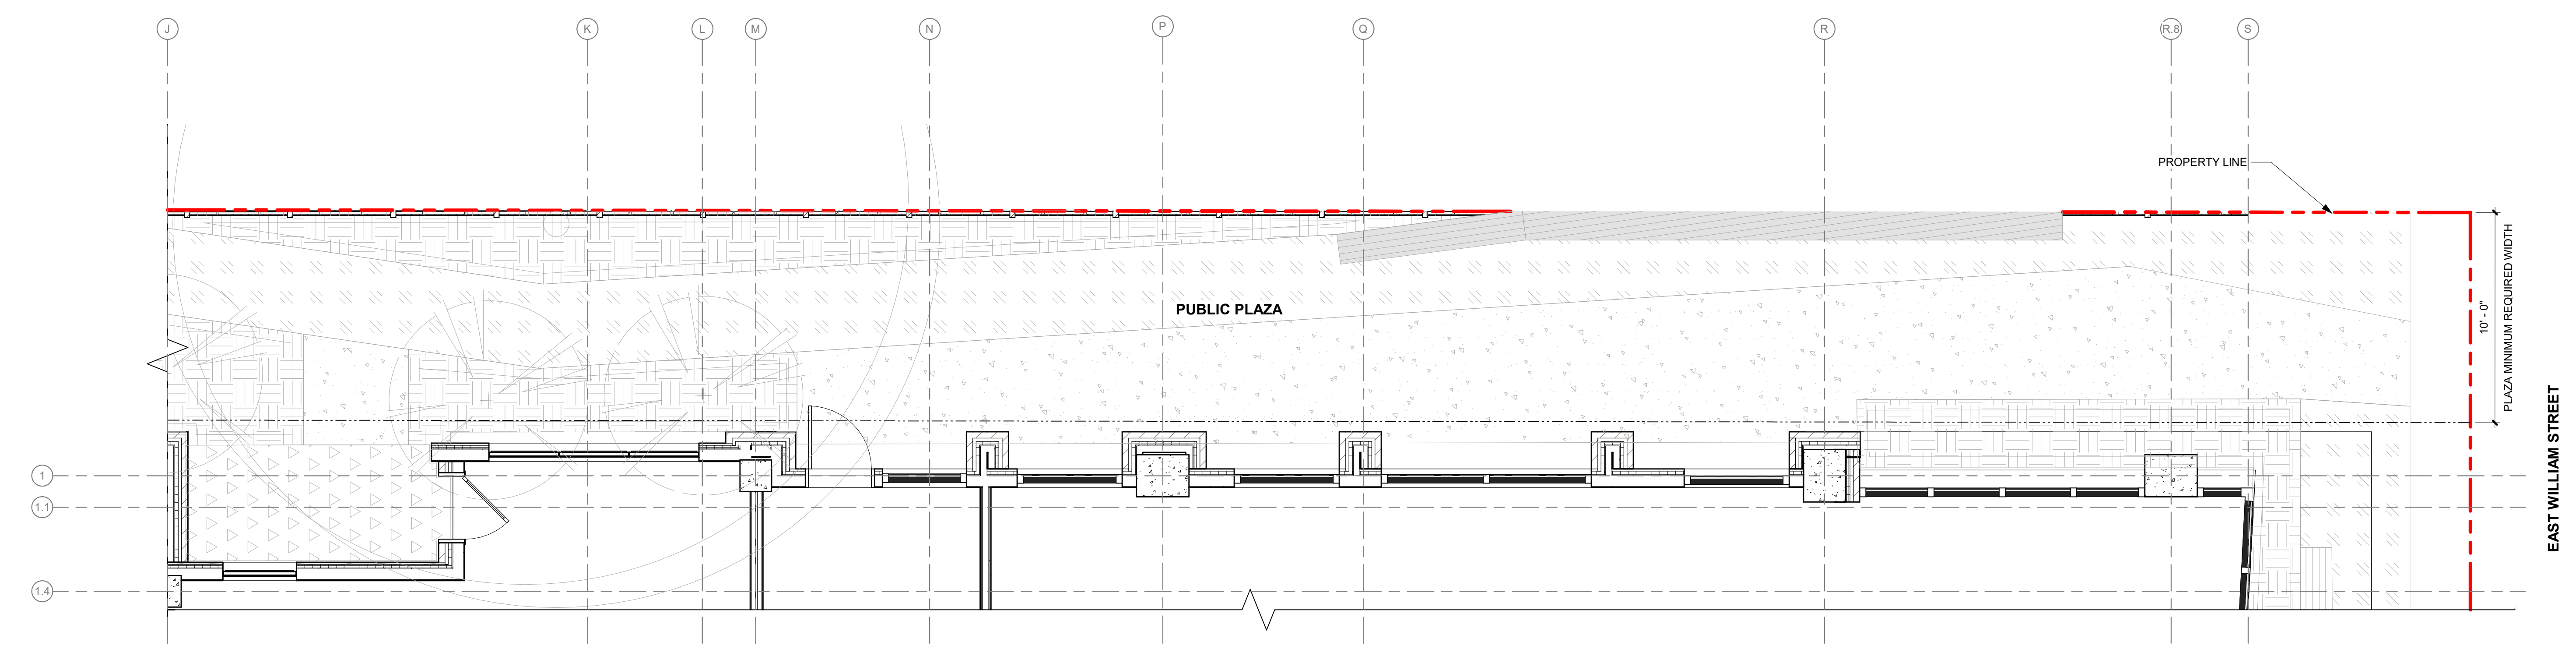 J
K
L
M
N
P
Q
R
R.8
S
PROPERTY LINE
PUBLIC PLAZA
10' - 0"
PLAZA MINIMUM REQUIRED WIDTH
EAST WILLIAM STREET
1
1.1
1.4